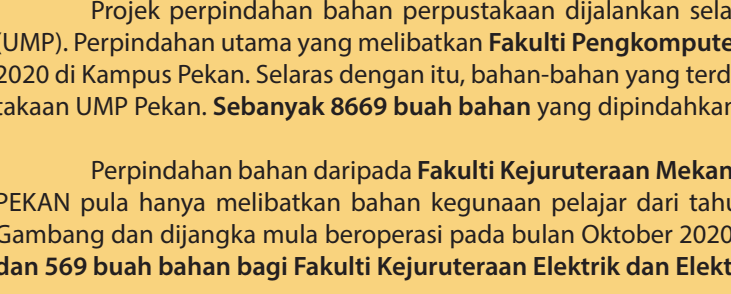 Projek perpindahan bahan perpustakaan dijalankan sela
(UMP). Perpindahan utama yang melibatkan Fakulti Pengkompute
2020 di Kampus Pekan. Selaras dengan itu, bahan-bahan yang terd
takaan UMP Pekan. Sebanyak 8669 buah bahan yang dipindahkan
Perpindahan bahan daripada Fakulti Kejuruteraan Mekan
PEKAN pula hanya melibatkan bahan kegunaan pelajar dari tahu
Gambang dan dijangka mula beroperasi pada bulan Oktober 2020
dan 569 buah bahan bagi Fakulti Kejuruteraan Elektrik dan Elekt